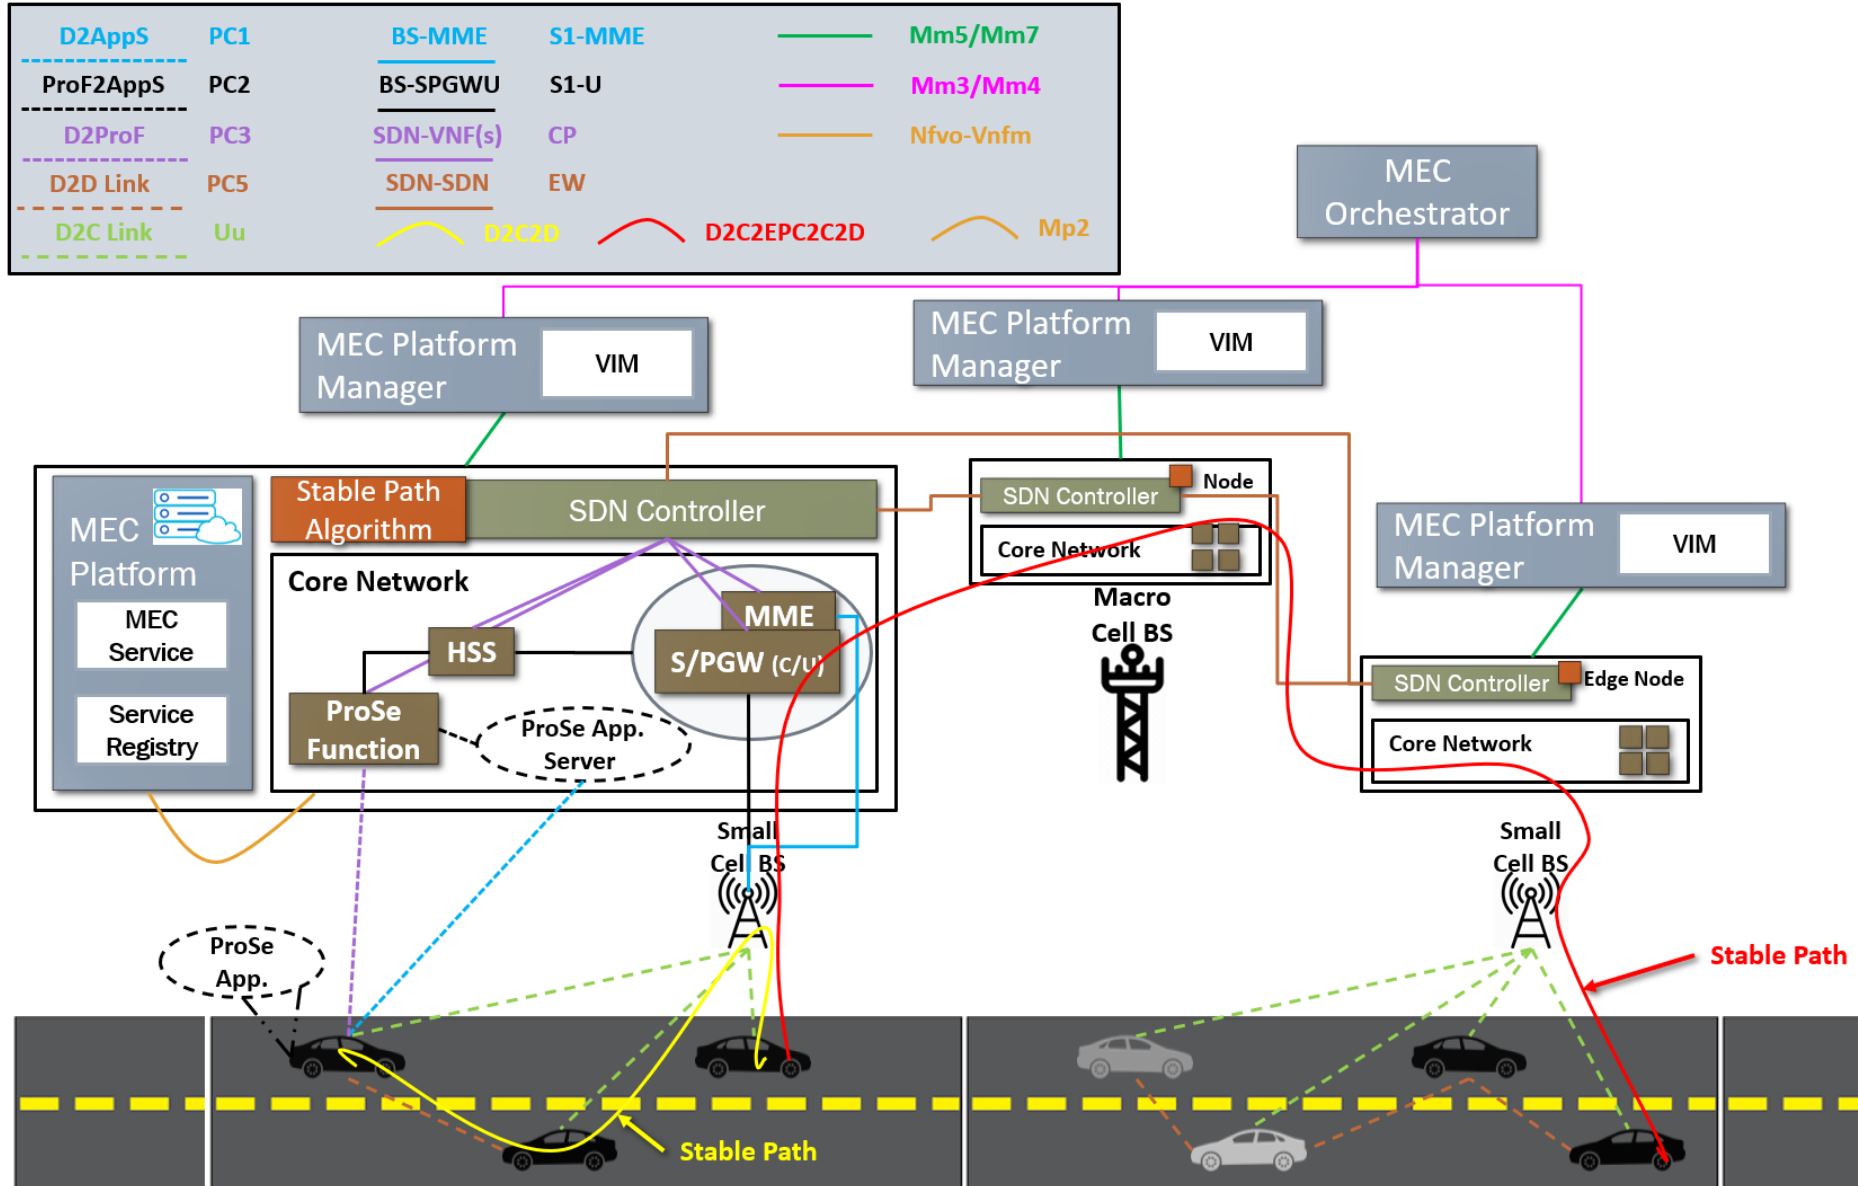 D2AppS PC1 BS-MME S1-MME Mm5/Mm7
ProF2AppS PC2 BS-SPGWU S1-U Mm3/Mm4
D2ProF PC3 SDN-VNF(s) CP Nfvo-Vnfm
D2D Link PC5 SDN-SDN EW
D2C Link Uu D2C2D D2C2EPC2C2D Mp2
MEC
Orchestrator
MEC Platform
Manager
VIM
MEC Platform
Manager
VIM
MEC Platform
Manager
VIM
MEC
Platform
MEC
Service
Service
Registry
Stable Path
Algorithm
SDN Controller
Core Network
HSS
MME
S/PGW (C/U)
ProSe
Function
ProSe App.
Server
SDN Controller
Node
Core Network
Macro
Cell BS
SDN Controller
Edge Node
Core Network
Small
Cell BS
Small
Cell BS
ProSe
App.
Stable Path
Stable Path